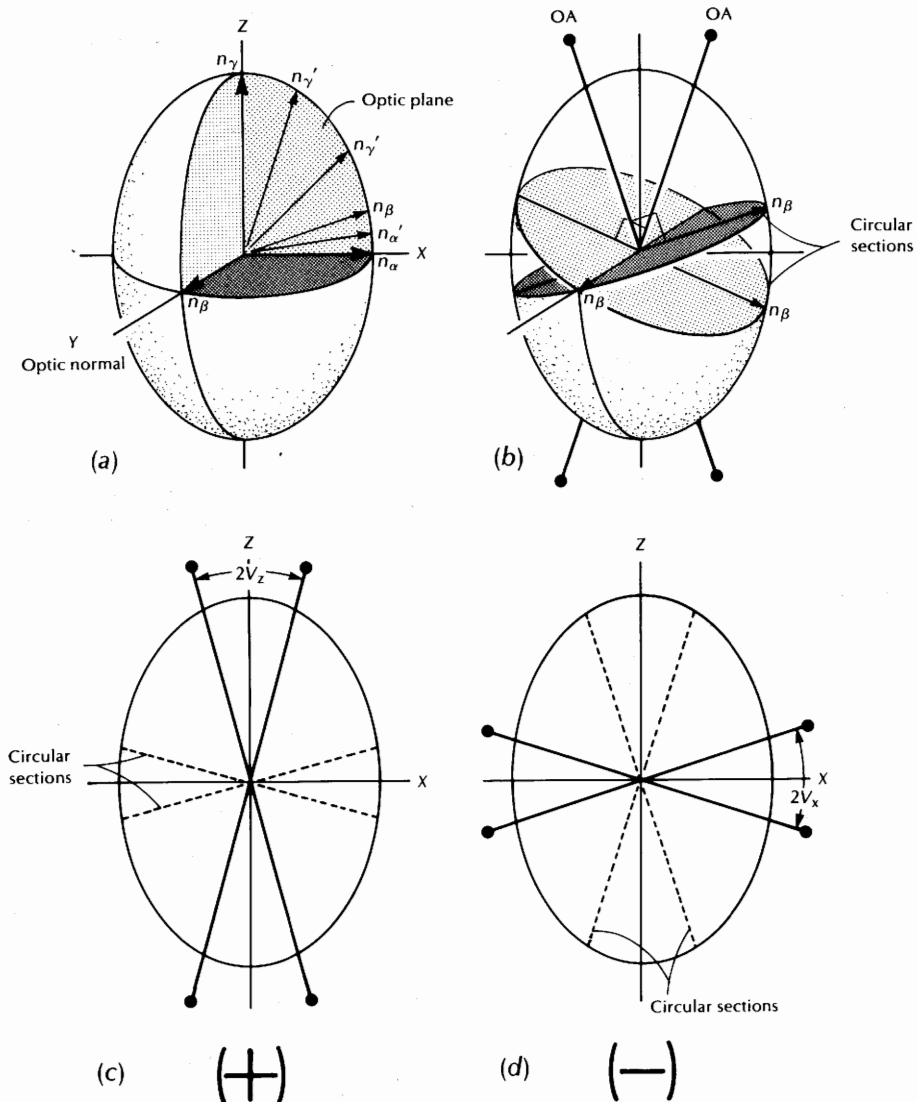 Z
nγ
nγ′
Optic plane
nγ′
nβ
nα′
X
nα
nβ
Y
Optic normal
(a)
OA
OA
nβ
Circular
sections
nβ
nβ
(b)
Z
2Vz
Circular
sections
X
(c)
(+)
Z
X
2Vx
Circular sections
(d)
(−)